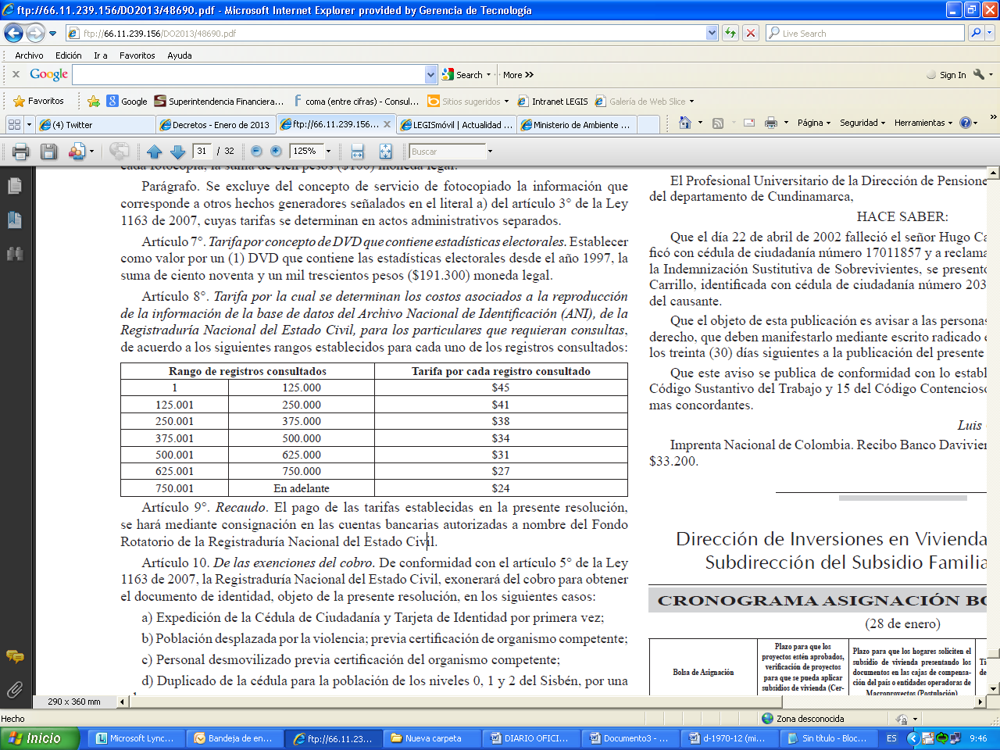 ftp://66.11.239.156/DO2013/48690.pdf - Microsoft Internet Explorer provided by Gerencia de Tecnología
ftp://66.11.239.156/DO2013/48690.pdf
Live Search
Archivo Edición Ir a Favoritos Ayuda
x Google Search More >> Sign In
Favoritos Google Superintendencia Financiera... coma (entre cifras) - Consul... Sitios sugeridos Intranet LEGIS Galería de Web Slice
(4) Twitter Decretos - Enero de 2013 ftp://66.11.239.156... x LEGISmóvil | Actualidad ... Ministerio de Ambiente ... Página Seguridad Herramientas >>
31 / 32 125% Buscar
cada fotocopia, la suma de cien pesos ($100) moneda legal.
Parágrafo. Se excluye del concepto de servicio de fotocopiado la información que
corresponde a otros hechos generadores señalados en el literal a) del artículo 3° de la Ley
1163 de 2007, cuyas tarifas se determinan en actos administrativos separados.
Artículo 7°. Tarifa por concepto de DVD que contiene estadísticas electorales. Establecer
como valor por un (1) DVD que contiene las estadísticas electorales desde el año 1997, la
suma de ciento noventa y un mil trescientos pesos ($191.300) moneda legal.
Artículo 8°. Tarifa por la cual se determinan los costos asociados a la reproducción
de la información de la base de datos del Archivo Nacional de Identificación (ANI), de la
Registraduría Nacional del Estado Civil, para los particulares que requieran consultas,
de acuerdo a los siguientes rangos establecidos para cada uno de los registros consultados:
Rango de registros consultados Tarifa por cada registro consultado
1 125.000 $45
125.001 250.000 $41
250.001 375.000 $38
375.001 500.000 $34
500.001 625.000 $31
625.001 750.000 $27
750.001 En adelante $24
Artículo 9°. Recaudo. El pago de las tarifas establecidas en la presente resolución,
se hará mediante consignación en las cuentas bancarias autorizadas a nombre del Fondo
Rotatorio de la Registraduría Nacional del Estado Civil.
Artículo 10. De las exenciones del cobro. De conformidad con el artículo 5° de la Ley
1163 de 2007, la Registraduría Nacional del Estado Civil, exonerará del cobro para obtener
el documento de identidad, objeto de la presente resolución, en los siguientes casos:
a) Expedición de la Cédula de Ciudadanía y Tarjeta de Identidad por primera vez;
b) Población desplazada por la violencia; previa certificación de organismo competente;
c) Personal desmovilizado previa certificación del organismo competente;
d) Duplicado de la cédula para la población de los niveles 0, 1 y 2 del Sisbén, por una
El Profesional Universitario de la Dirección de Pensione
del departamento de Cundinamarca,
HACE SABER:
Que el día 22 de abril de 2002 falleció el señor Hugo Ca
ficó con cédula de ciudadanía número 17011857 y a reclama
la Indemnización Sustitutiva de Sobrevivientes, se present
Carrillo, identificada con cédula de ciudadanía número 203
del causante.
Que el objeto de esta publicación es avisar a las personas
derecho, que deben manifestarlo mediante escrito radicado e
los treinta (30) días siguientes a la publicación del presente
Que este aviso se publica de conformidad con lo establ
Código Sustantivo del Trabajo y 15 del Código Contencioso
mas concordantes.
Luis
Imprenta Nacional de Colombia. Recibo Banco Davivien
$33.200.
Dirección de Inversiones en Vivienda
Subdirección del Subsidio Familia
CRONOGRAMA ASIGNACIÓN BO
(28 de enero)
Bolsa de Asignación
Plazo para que los
proyectos estén aprobados,
verificación de proyectos
para que se pueda aplicar
subsidios de vivienda (Cer-
Plazo para que los hogares soliciten el
subsidio de vivienda presentando los
documentos en las cajas de compensa-
ción del país o entidades operadoras de
Macroproyectos (Postulación)
Ti
de
290 x 360 mm
Hecho Zona desconocida
Inicio Microsoft Lync... Bandeja de en... ftp://66.11.23... Nueva carpeta DIARIO OFICI... Documento3 - ... d-1970-12 (mi... Sin título - Bloc... ES 9:46